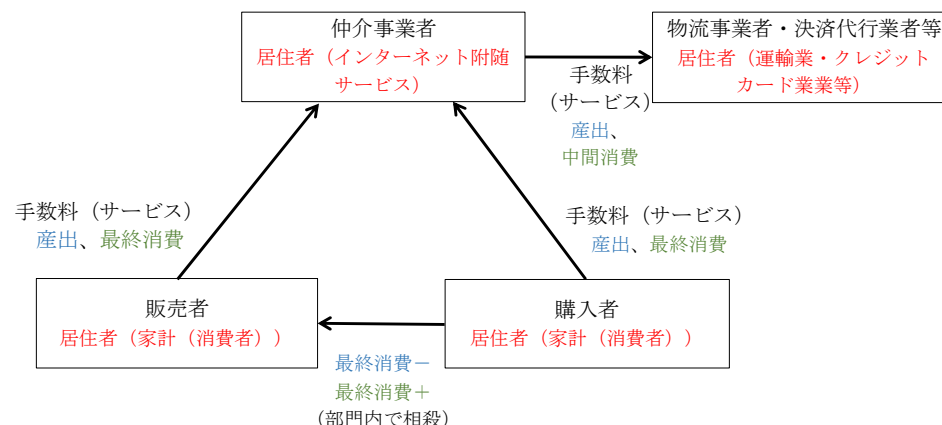 仲介事業者
居住者（インターネット附随
サービス）
物流事業者・決済代行業者等
居住者（運輸業・クレジット
カード業業等）
手数料
（サービス）
産出、
中間消費
手数料（サービス）
産出、最終消費
手数料（サービス）
産出、最終消費
販売者
居住者（家計（消費者））
購入者
居住者（家計（消費者））
最終消費－
最終消費＋
（部門内で相殺）